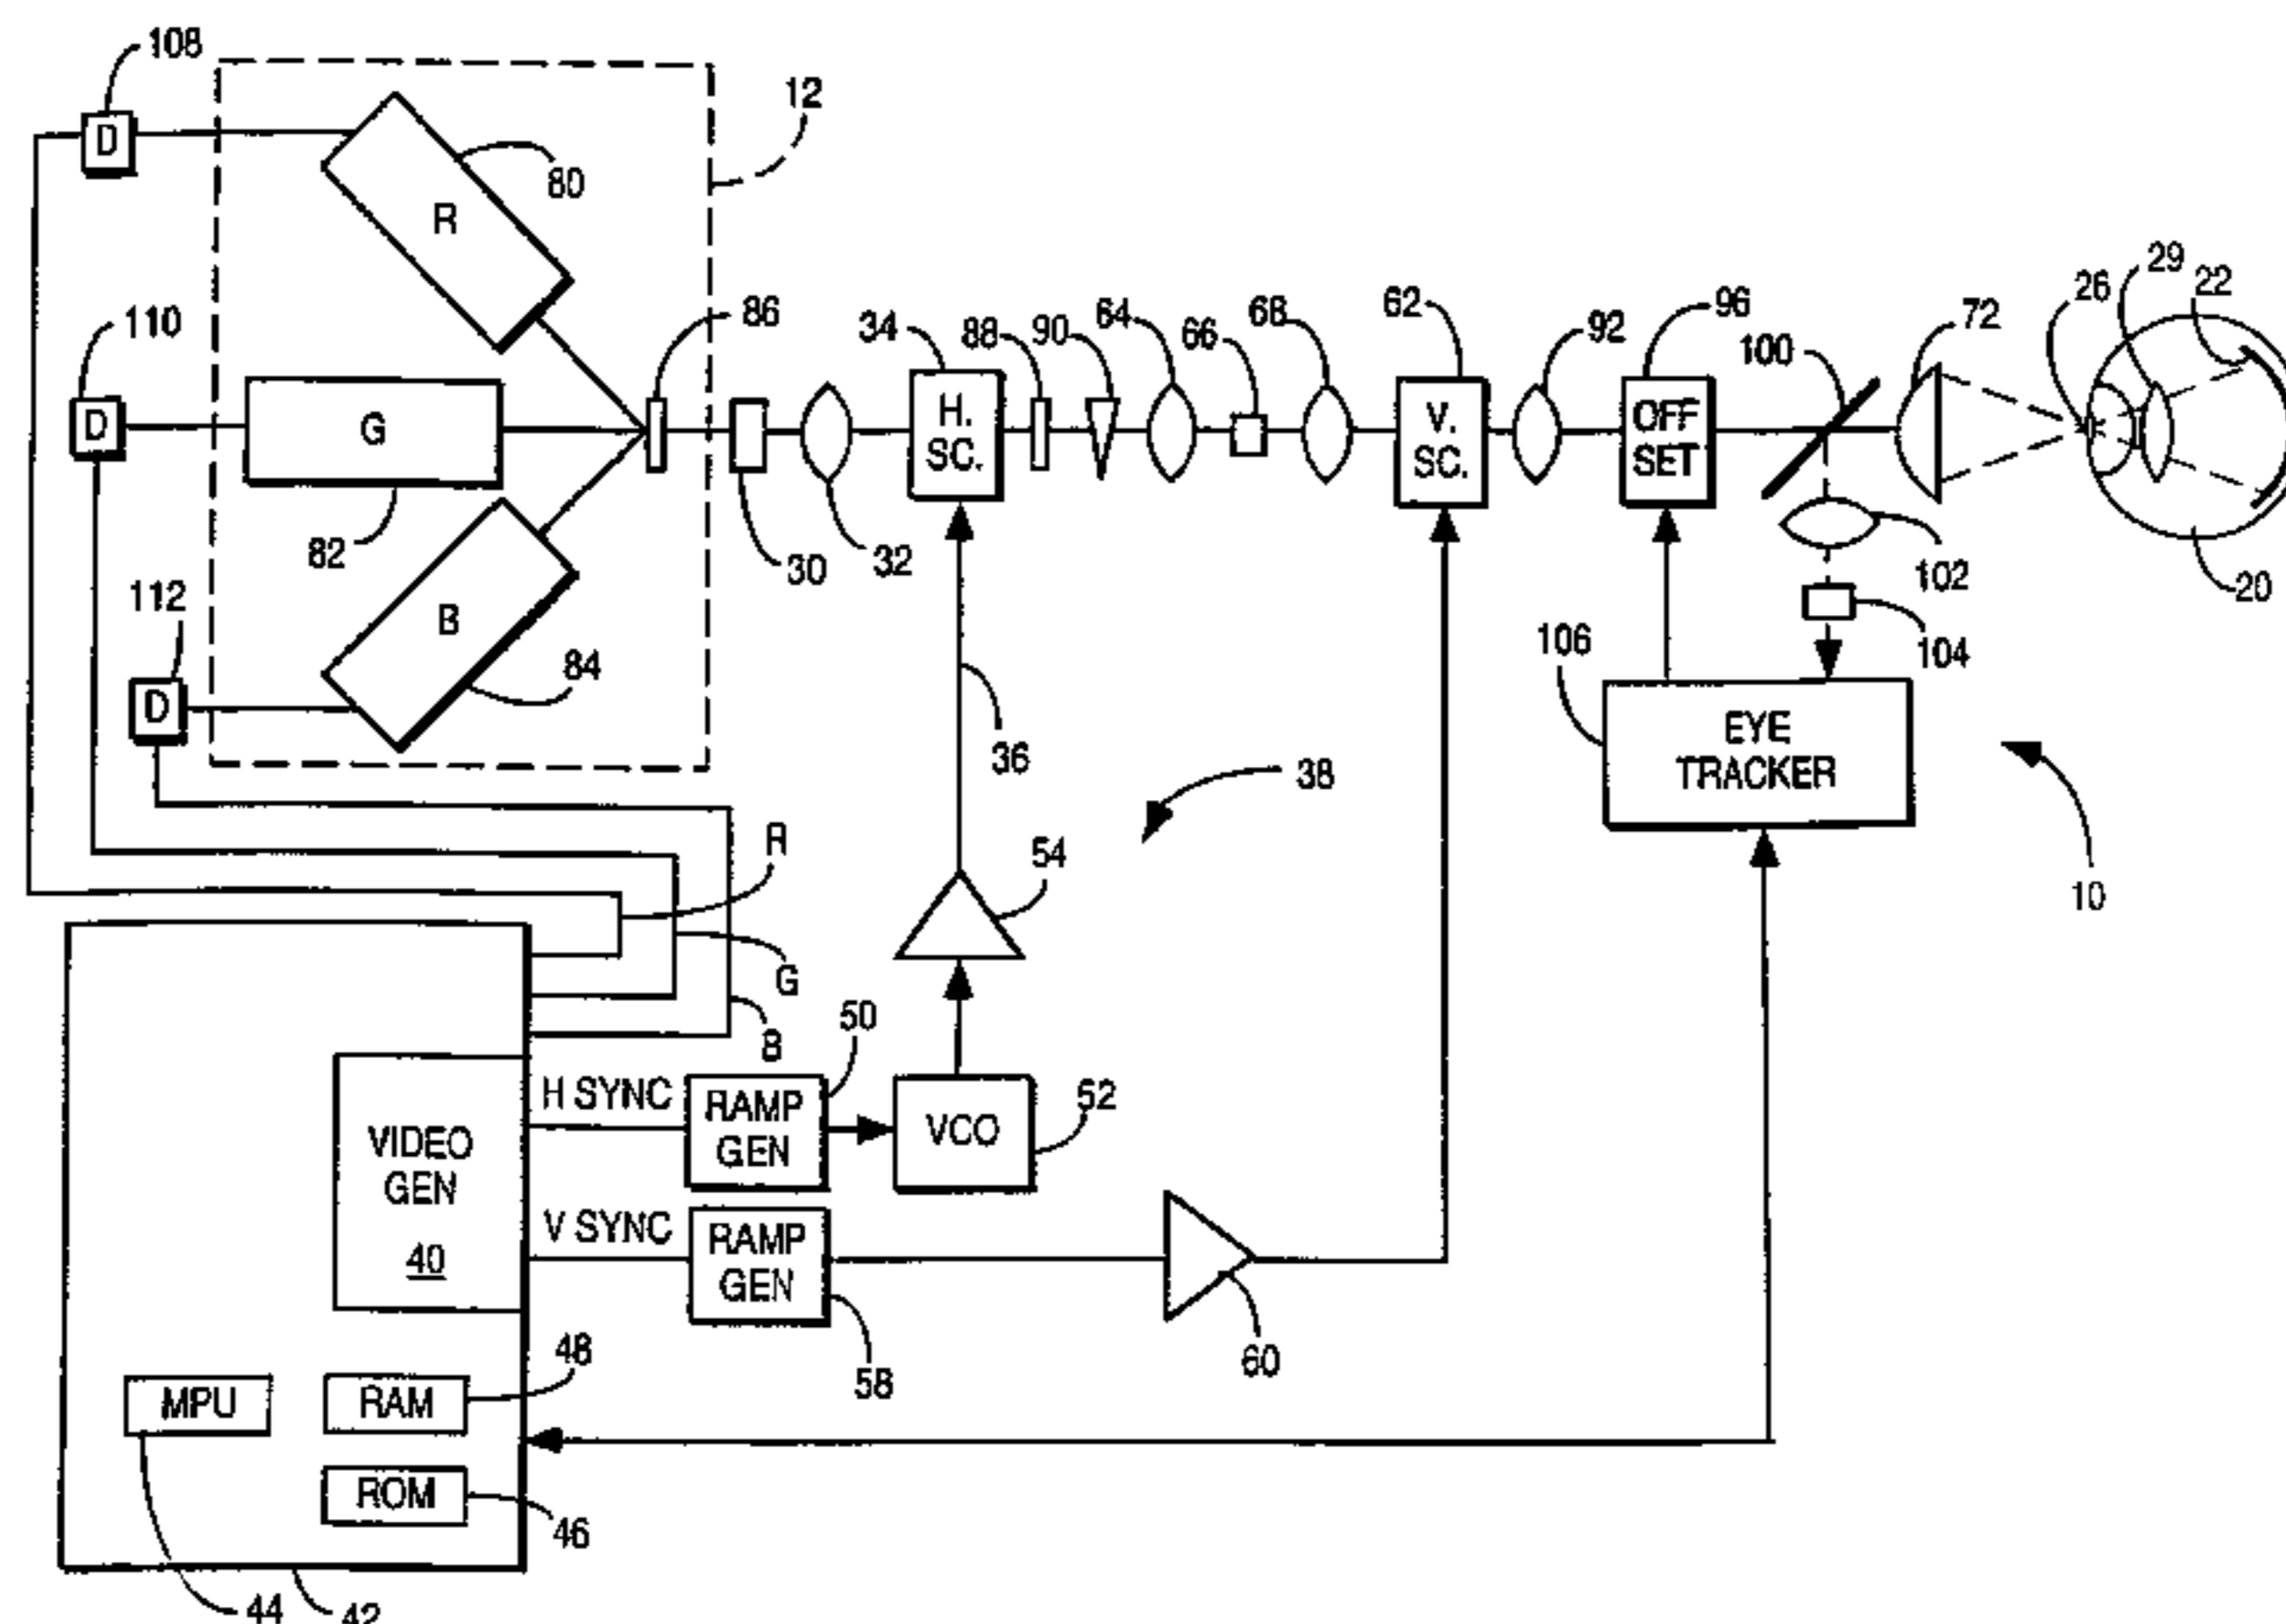 108
12
D
80
R
110
86
34
88
90
64
66
68
62
92
96
100
72
26
29
22
D
G
H.
SC.
V.
SC.
OFF
SET
82
30
32
102
20
112
B
84
104
106
D
36
EYE
TRACKER
38
10
R
54
G
B
50
H SYNC
RAMP
GEN
VCO
52
VIDEO
GEN
40
V SYNC
RAMP
GEN
58
60
48
MPU
RAM
ROM
46
44
42